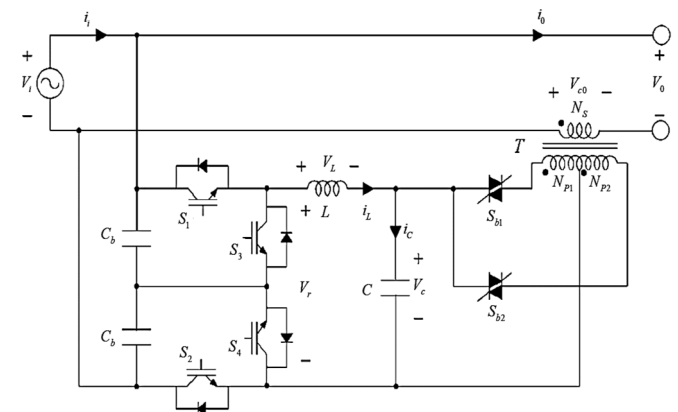 i_i
i_0
+
V_i
−
+ V_c0 −
N_S
+
V_0
−
T
N_P1 N_P2
+ V_L −
L
i_L
S_1
+
S_3
C_b
V_r
i_C
+
C
V_c
−
S_b1
S_b2
C_b
S_2
S_4
−